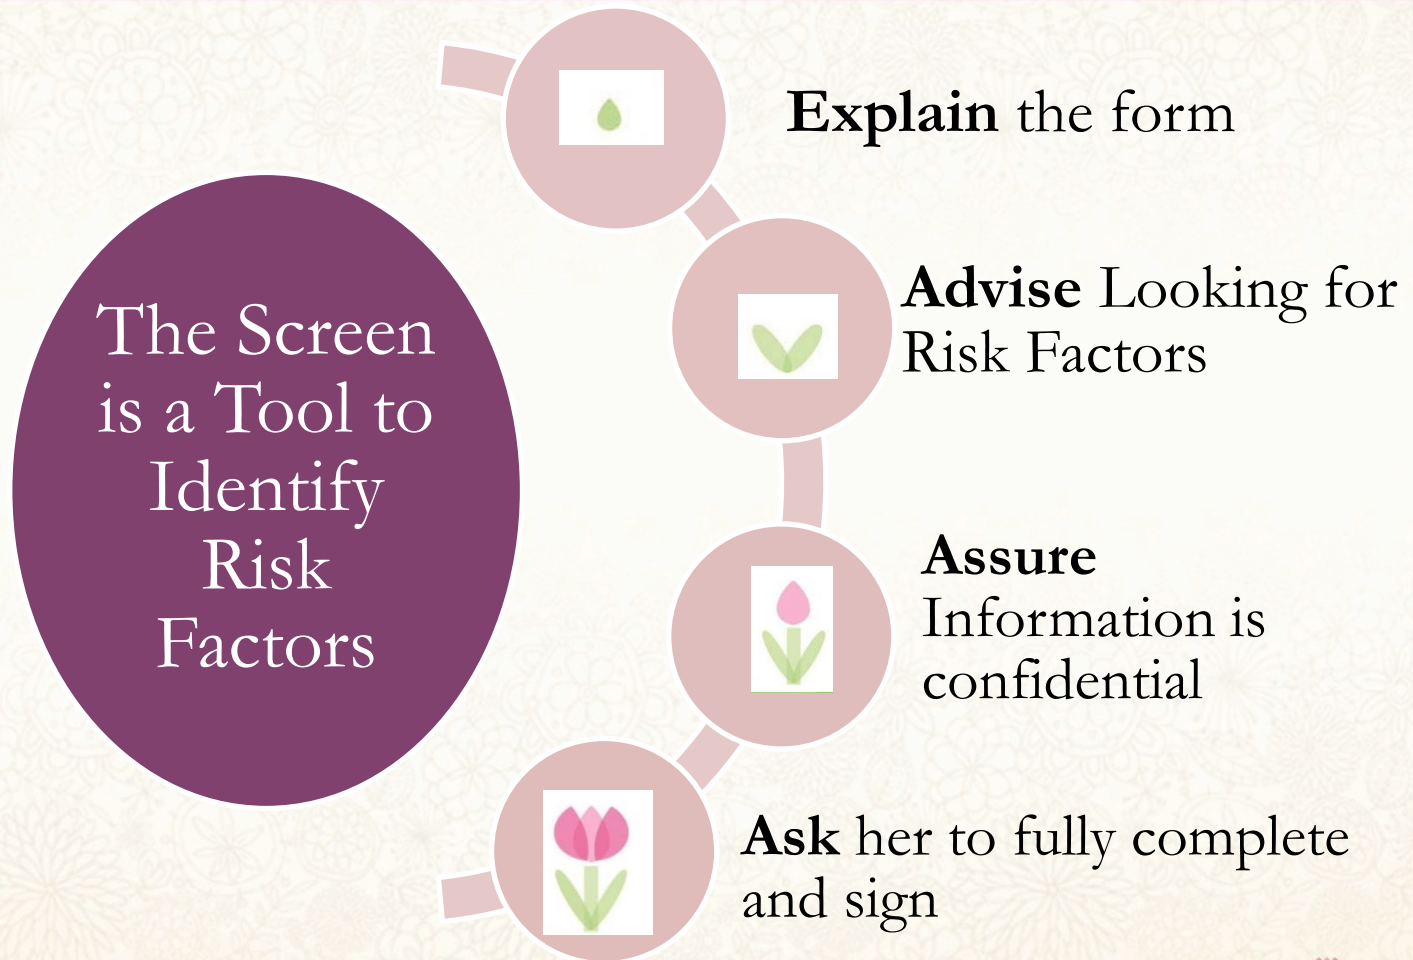 The Screen
is a Tool to
Identify
Risk
Factors
Explain the form
Advise Looking for
Risk Factors
Assure
Information is
confidential
Ask her to fully complete
and sign